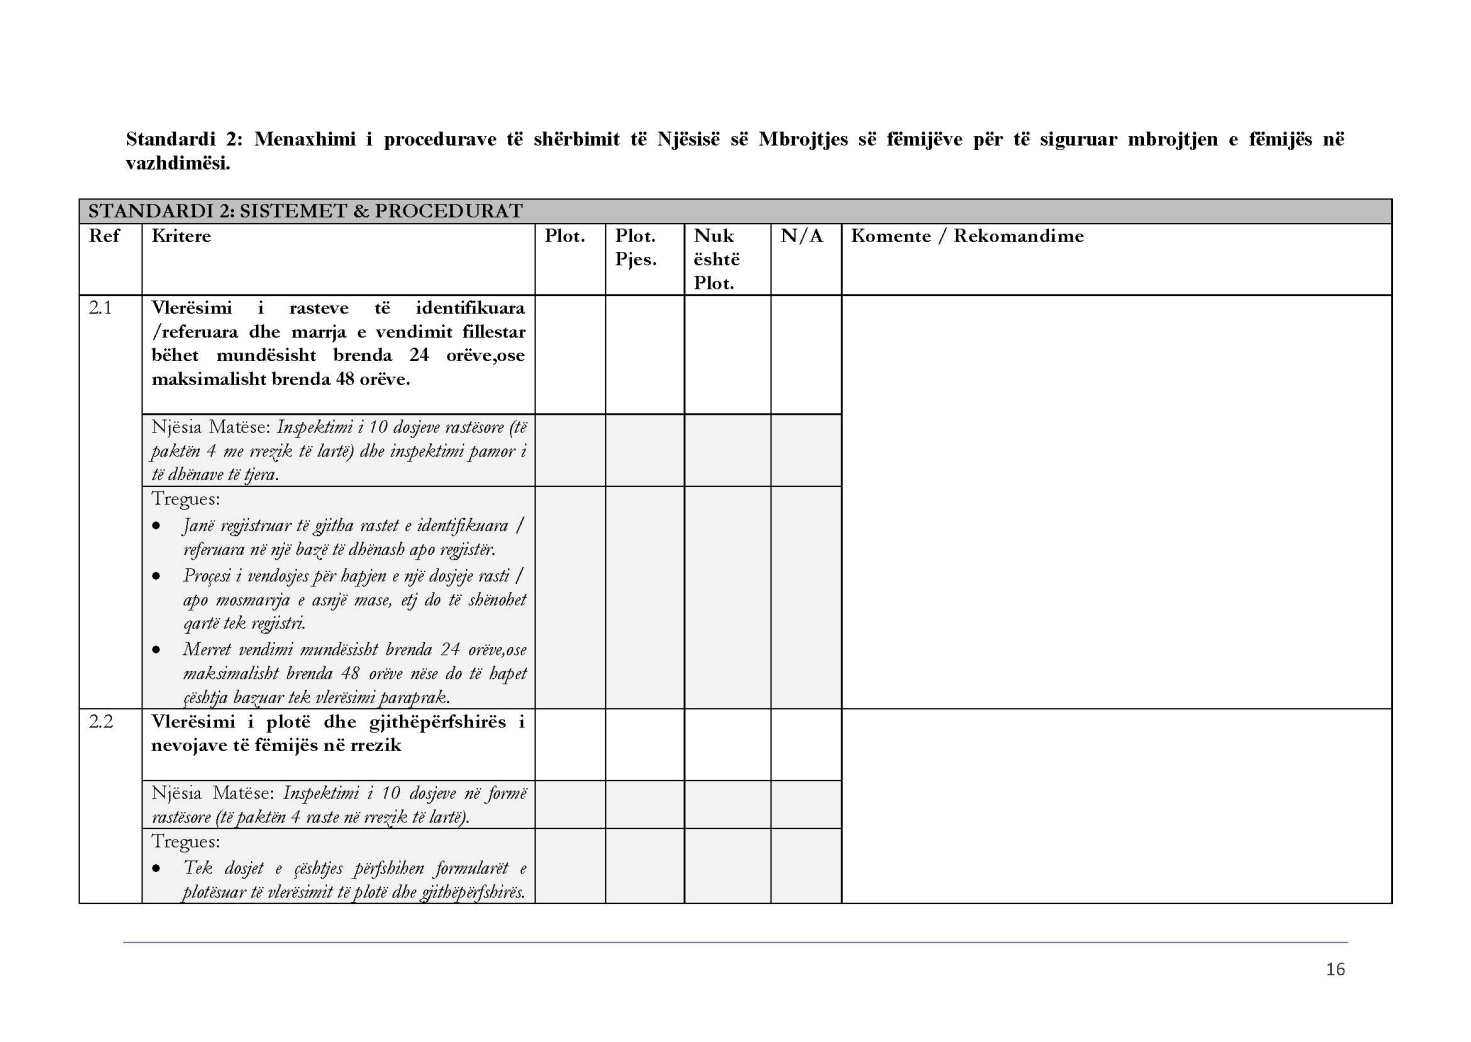 Standardi 2: Menaxhimi i procedurave të shërbimit të Njësisë së Mbrojtjes së fëmijëve për të siguruar mbrojtjen e fëmijës në
vazhdimësi.
STANDARDI 2: SISTEMET & PROCEDURAT
Ref Kritere Plot. Plot. Nuk N/A Komente / Rekomandime
Pjes. është
Plot.
2.1 Vlerësimi i rasteve të identifikuara
/referuara dhe marrja e vendimit fillestar
bëhet mundësisht brenda 24 orëve,ose
maksimalisht brenda 48 orëve.
Njësia Matëse: Inspektimi i 10 dosjeve rastësore (të
paktën 4 me rrezik të lartë) dhe inspektimi pamor i
të dhënave të tjera.
Tregues:
• Janë regjistruar të gjitha rastet e identifikuara /
referuara në një bazë të dhënash apo regjistër.
• Proçesi i vendosjes për hapjen e një dosjeje rasti /
apo mosmarrja e asnjë mase, etj do të shënohet
qartë tek regjistri.
• Merret vendimi mundësisht brenda 24 orëve,ose
maksimalisht brenda 48 orëve nëse do të hapet
çështja bazuar tek vlerësimi paraprak.
2.2 Vlerësimi i plotë dhe gjithëpërfshirës i
nevojave të fëmijës në rrezik
Njësia Matëse: Inspektimi i 10 dosjeve në formë
rastësore (të paktën 4 raste në rrezik të lartë).
Tregues:
• Tek dosjet e çështjes përfshihen formularët e
plotësuar të vlerësimit të plotë dhe gjithëpërfshirës.
16